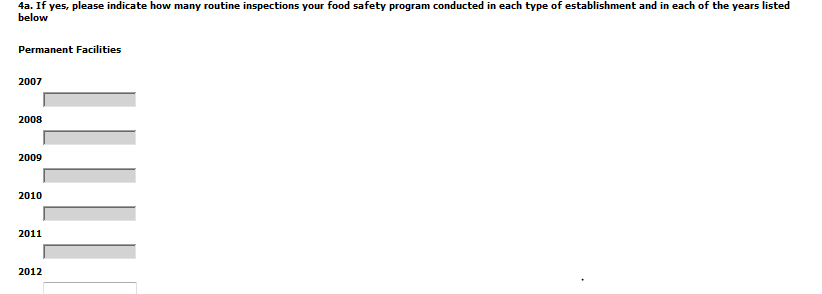 4a. If yes, please indicate how many routine inspections your food safety program conducted in each type of establishment and in each of the years listed
below
Permanent Facilities
2007
2008
2009
2010
2011
2012